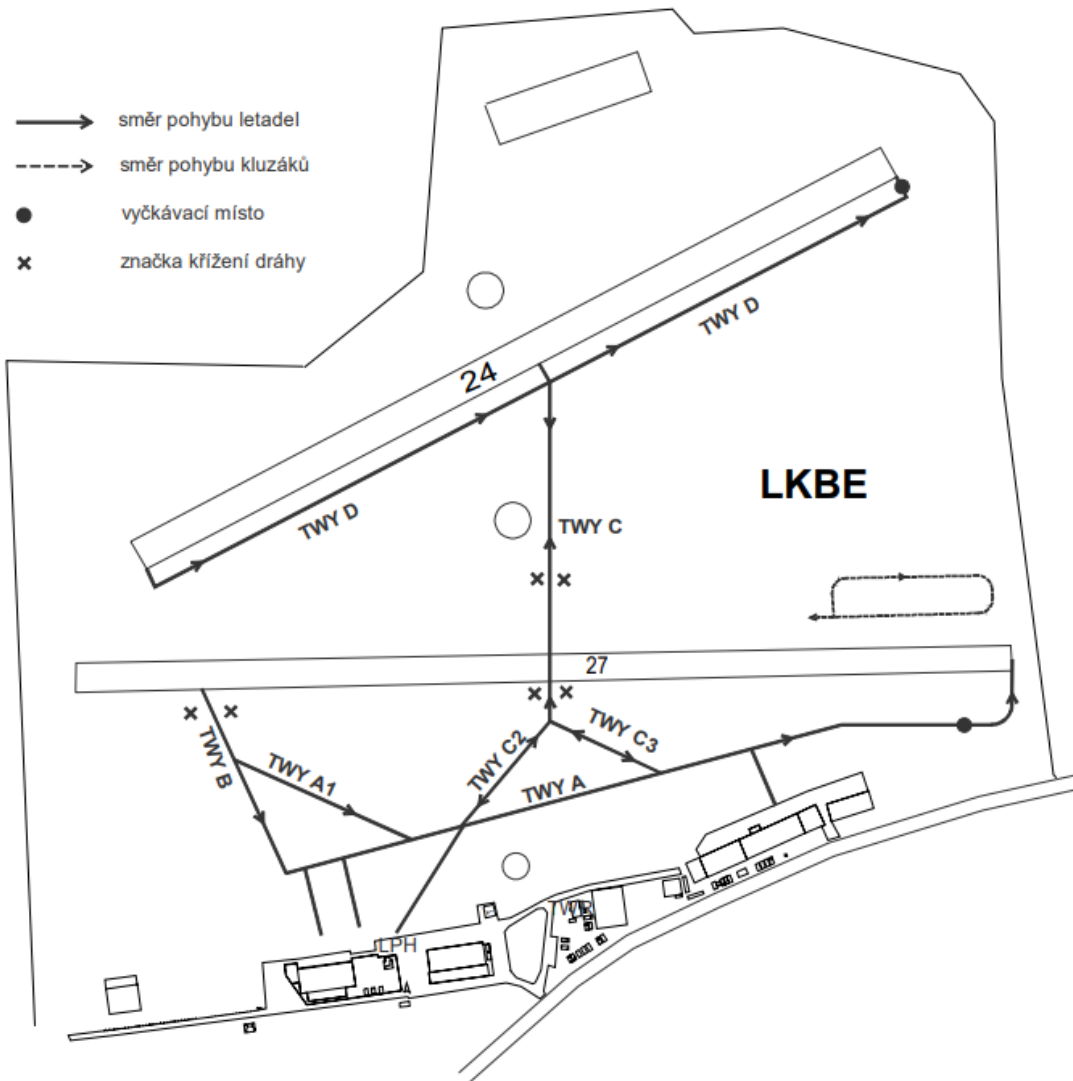 směr pohybu letadel
směr pohybu kluzáků
vyčkávací místo
značka křížení dráhy
TWY D
24
TWY D
LKBE
TWY C
27
TWY B
TWY A1
TWY C2
TWY C3
TWY A
TWR
LPH